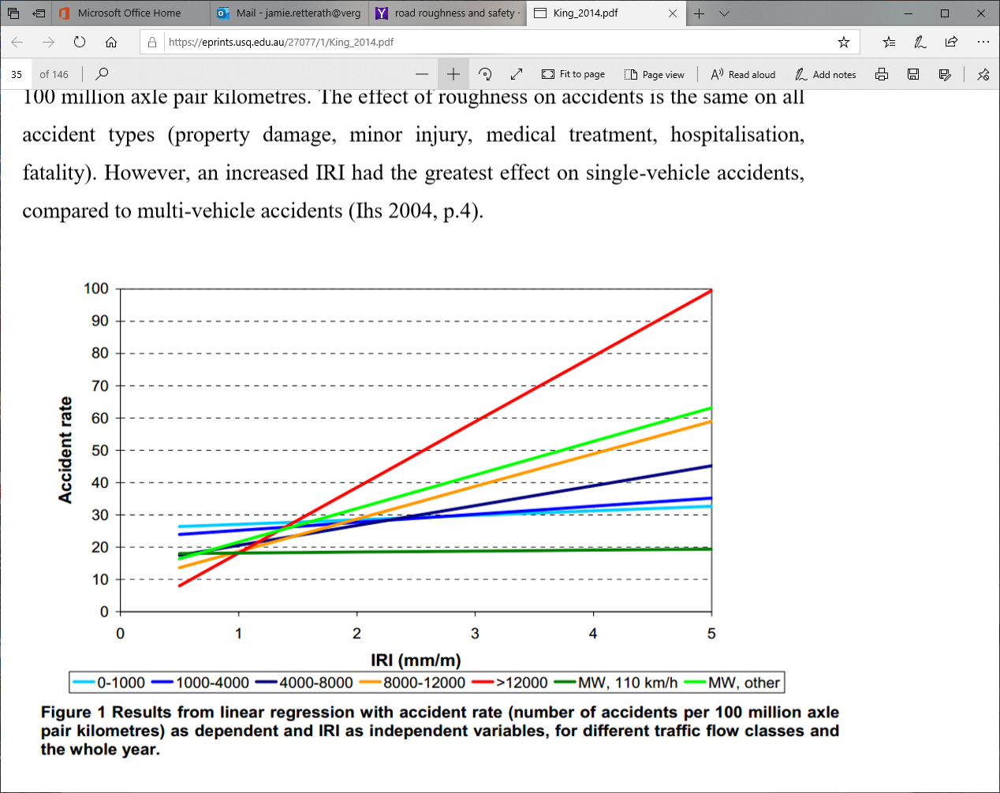 Microsoft Office Home
Mail - jamie.retterath@verg
road roughness and safety -
King_2014.pdf
https://eprints.usq.edu.au/27077/1/King_2014.pdf
35 of 146
Fit to page
Page view
Read aloud
Add notes
100 million axle pair kilometres. The effect of roughness on accidents is the same on all
accident types (property damage, minor injury, medical treatment, hospitalisation,
fatality). However, an increased IRI had the greatest effect on single-vehicle accidents,
compared to multi-vehicle accidents (Ihs 2004, p.4).
100
90
80
70
60
50
40
30
20
10
0
Accident rate
0 1 2 3 4 5
IRI (mm/m)
0-1000 1000-4000 4000-8000 8000-12000 >12000 MW, 110 km/h MW, other
Figure 1 Results from linear regression with accident rate (number of accidents per 100 million axle
pair kilometres) as dependent and IRI as independent variables, for different traffic flow classes and
the whole year.